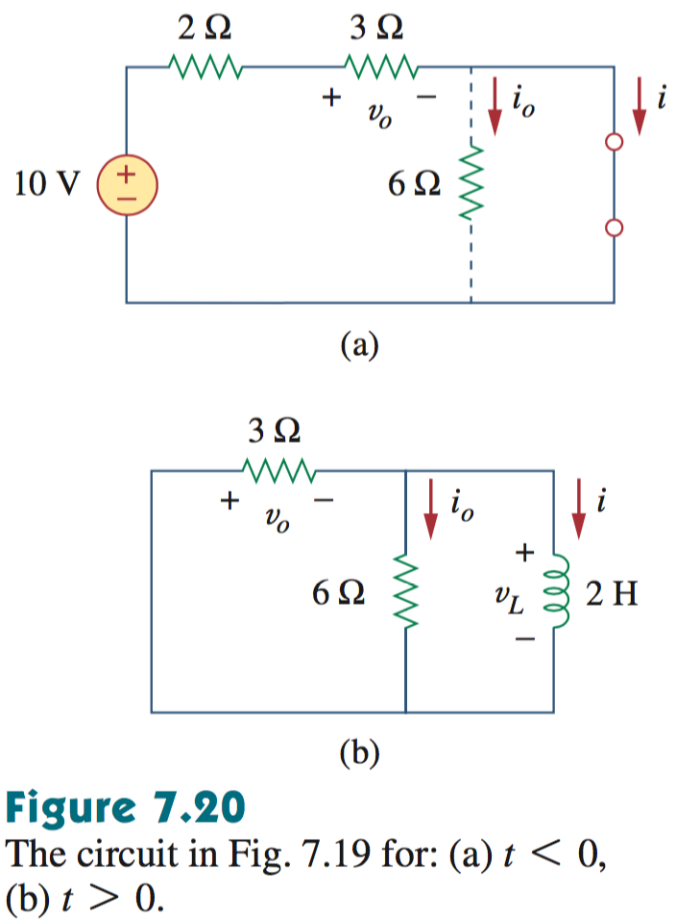 2 Ω 3 Ω
+ v_o − i_o i
10 V + − 6 Ω
(a)
3 Ω
+ v_o − i_o i
+
6 Ω v_L 2 H
−
(b)
Figure 7.20
The circuit in Fig. 7.19 for: (a) t < 0,
(b) t > 0.